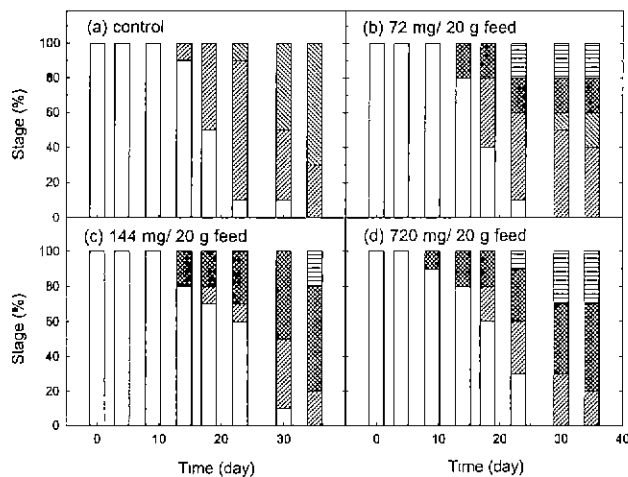 (a) control
(b) 72 mg/ 20 g feed
100
80
60
40
20
0
Stage (%)
Stage (%)
(c) 144 mg/ 20 g feed
(d) 720 mg/ 20 g feed
100
80
60
40
20
0
Stage (%)
Stage (%)
0 10 20 30
0 10 20 30 40
Time (day)
Time (day)